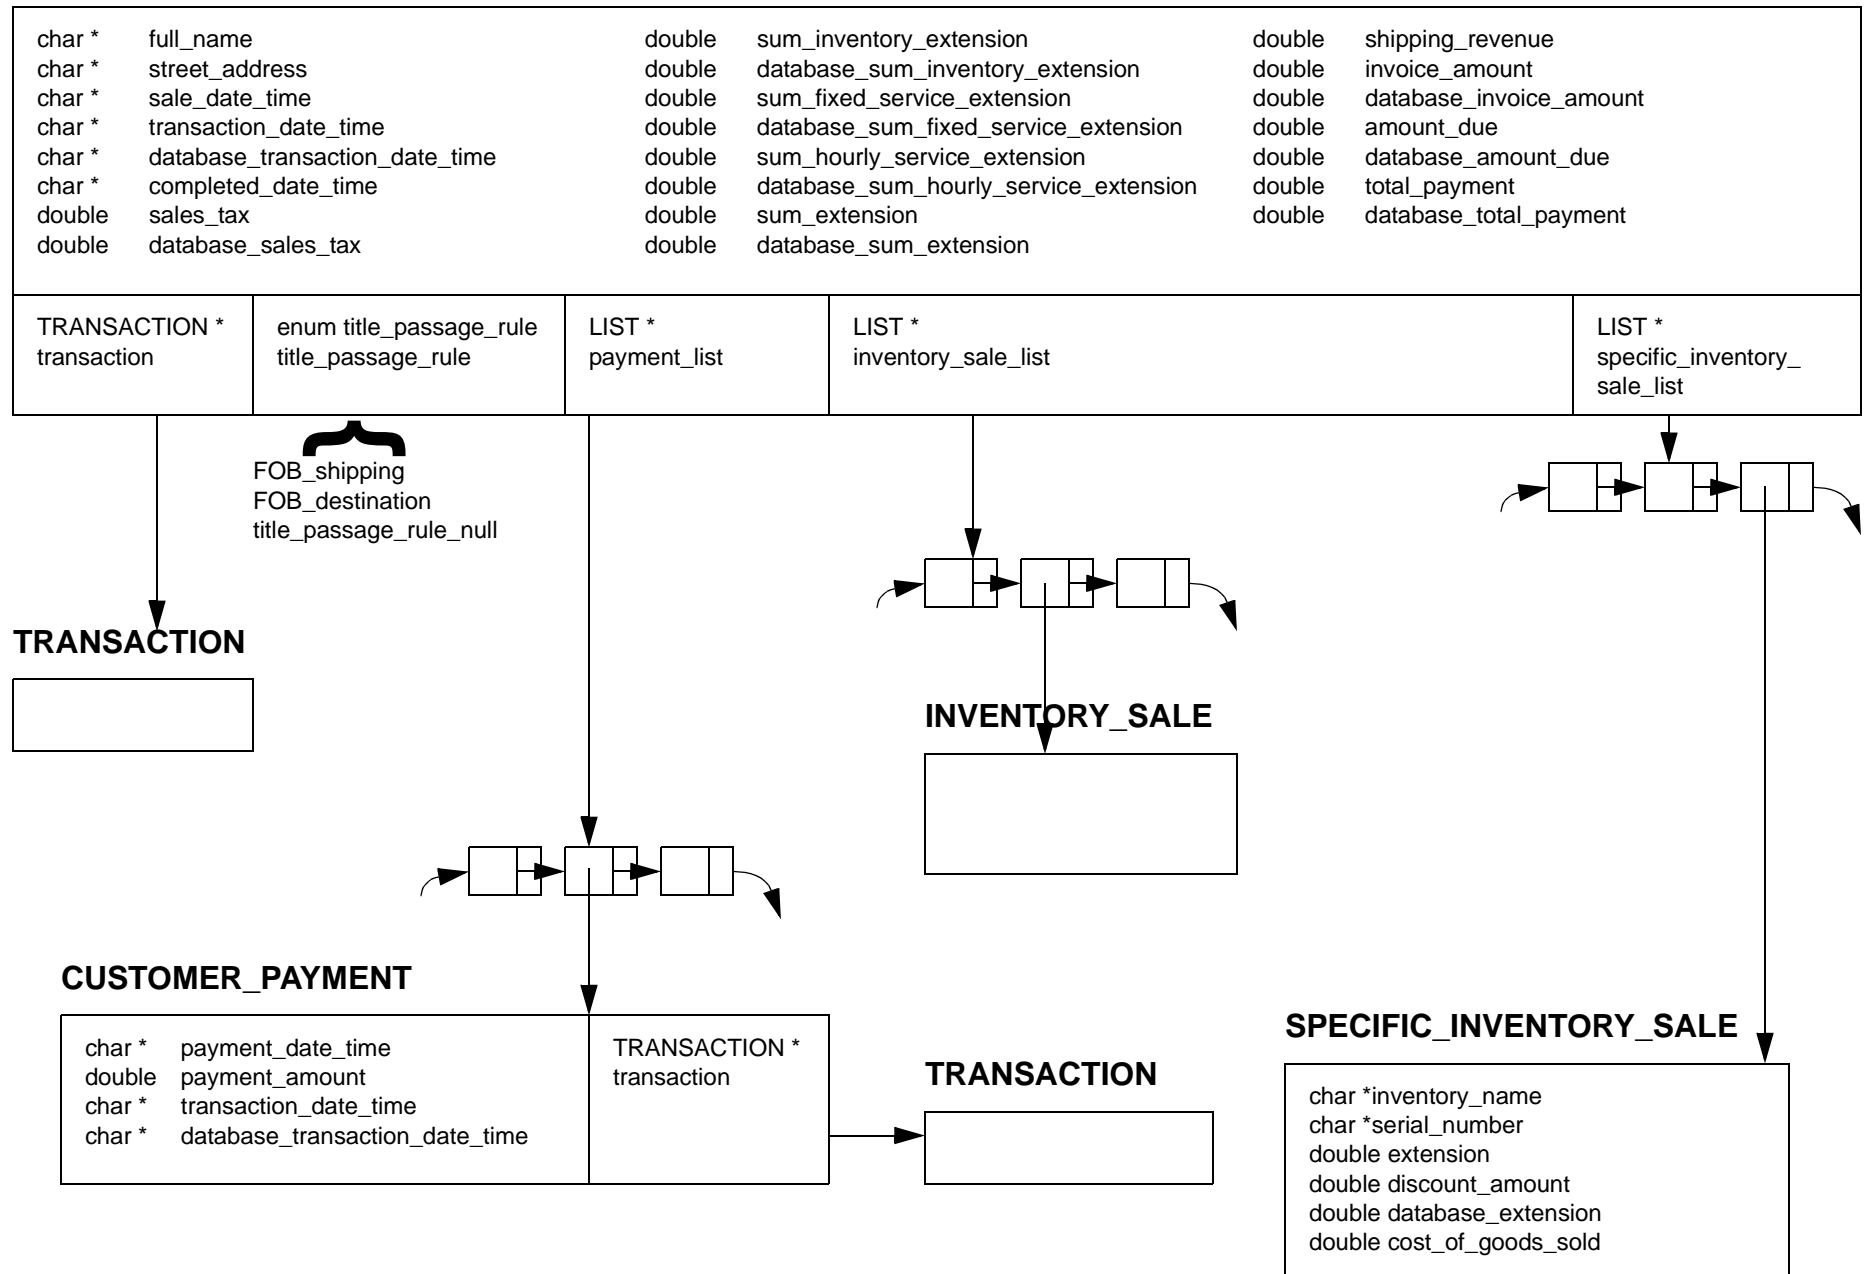 char * full_name
char * street_address
char * sale_date_time
char * transaction_date_time
char * database_transaction_date_time
char * completed_date_time
double sales_tax
double database_sales_tax
double sum_inventory_extension
double database_sum_inventory_extension
double sum_fixed_service_extension
double database_sum_fixed_service_extension
double sum_hourly_service_extension
double database_sum_hourly_service_extension
double sum_extension
double database_sum_extension
double shipping_revenue
double invoice_amount
double database_invoice_amount
double amount_due
double database_amount_due
double total_payment
double database_total_payment
TRANSACTION *
transaction
enum title_passage_rule
title_passage_rule
LIST *
payment_list
LIST *
inventory_sale_list
LIST *
specific_inventory_
sale_list
FOB_shipping
FOB_destination
title_passage_rule_null
TRANSACTION
INVENTORY_SALE
CUSTOMER_PAYMENT
char * payment_date_time
double payment_amount
char * transaction_date_time
char * database_transaction_date_time
TRANSACTION *
transaction
TRANSACTION
SPECIFIC_INVENTORY_SALE
char *inventory_name
char *serial_number
double extension
double discount_amount
double database_extension
double cost_of_goods_sold